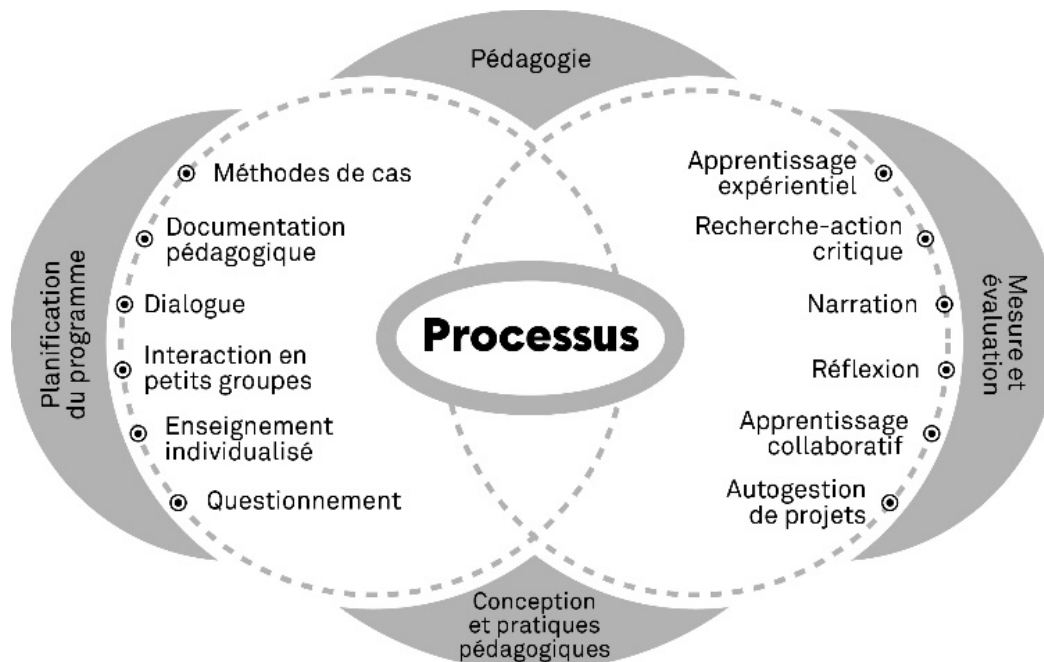 Pédagogie
Planification
du programme
Méthodes de cas
Documentation
pédagogique
Dialogue
Interaction en
petits groupes
Enseignement
individualisé
Questionnement
Processus
Apprentissage
expérientiel
Recherche-action
critique
Narration
Réflexion
Apprentissage
collaboratif
Autogestion
de projets
Mesure et
évaluation
Conception
et pratiques
pédagogiques